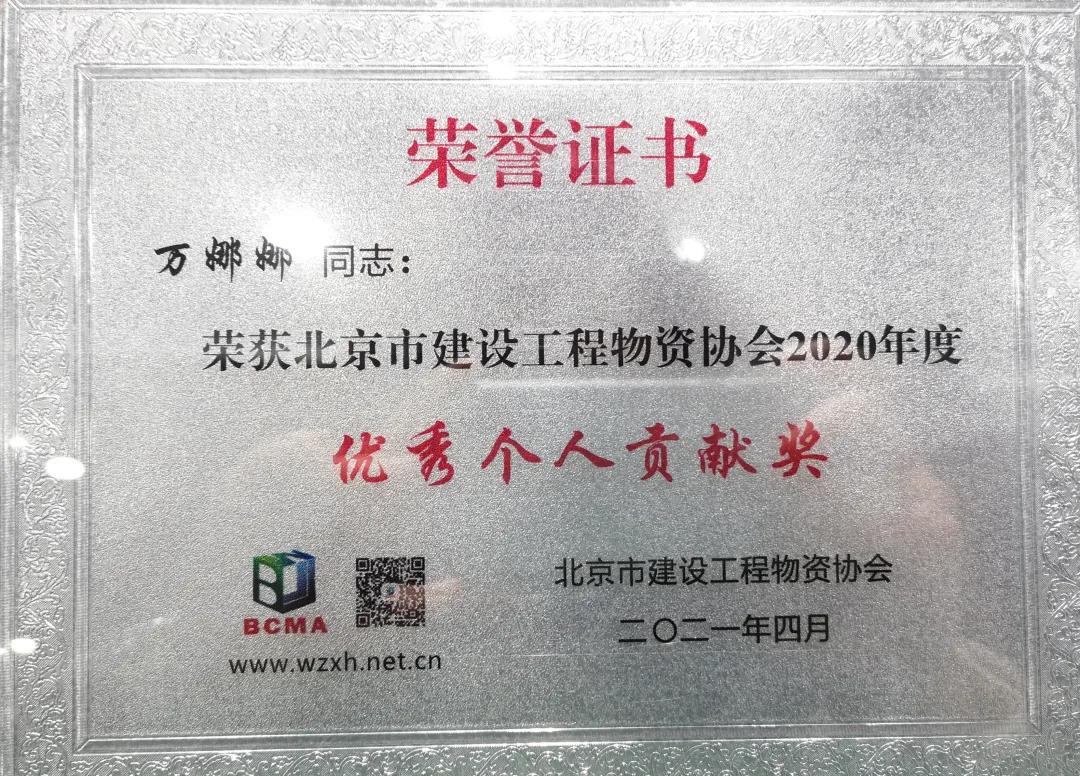 荣誉证书
万娜娜 同志：
荣获北京市建设工程物资协会2020年度
优秀个人贡献奖
BCMA
www.wzxh.net.cn
北京市建设工程物资协会
二〇二一年四月